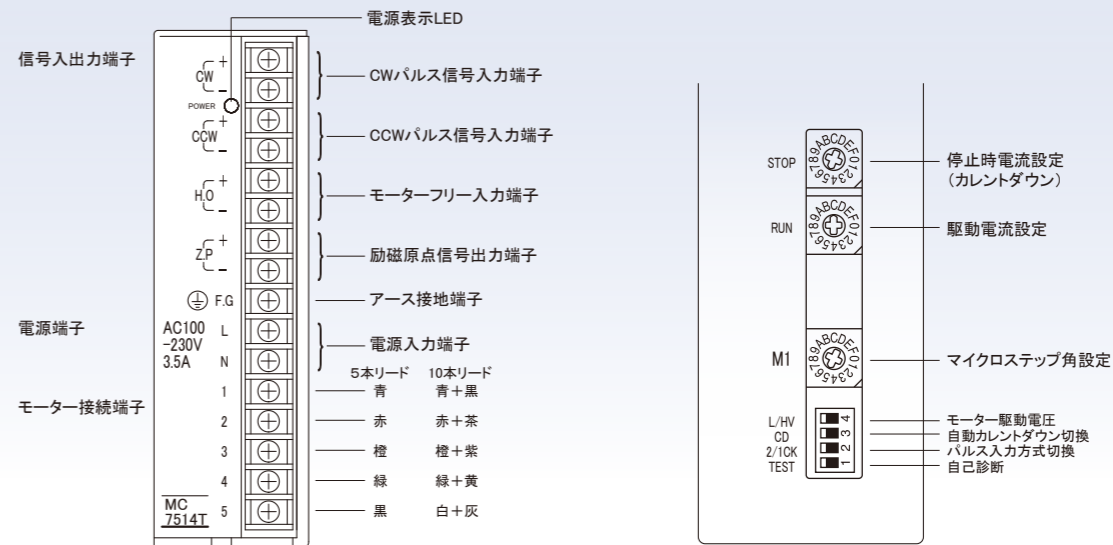 電源表示LED
信号入出力端子
CW
+
-
CWパルス信号入力端子
POWER
CCW
+
-
CCWパルス信号入力端子
H.O
+
-
モーターフリー入力端子
Z.P
+
-
励磁原点信号出力端子
F.G
アース接地端子
電源端子
AC100
-230V
3.5A
L
N
電源入力端子
5本リード 10本リード
モーター接続端子
1 青 青+黒
2 赤 赤+茶
3 橙 橙+紫
4 緑 緑+黄
5 黒 白+灰
MC
7514T
STOP
0123456789ABCDEF
停止時電流設定
(カレントダウン)
RUN
0123456789ABCDEF
駆動電流設定
M1
0123456789ABCDEF
マイクロステップ角設定
L/HV 4 モーター駆動電圧
CD 3 自動カレントダウン切換
2/1CK 2 パルス入力方式切換
TEST 1 自己診断